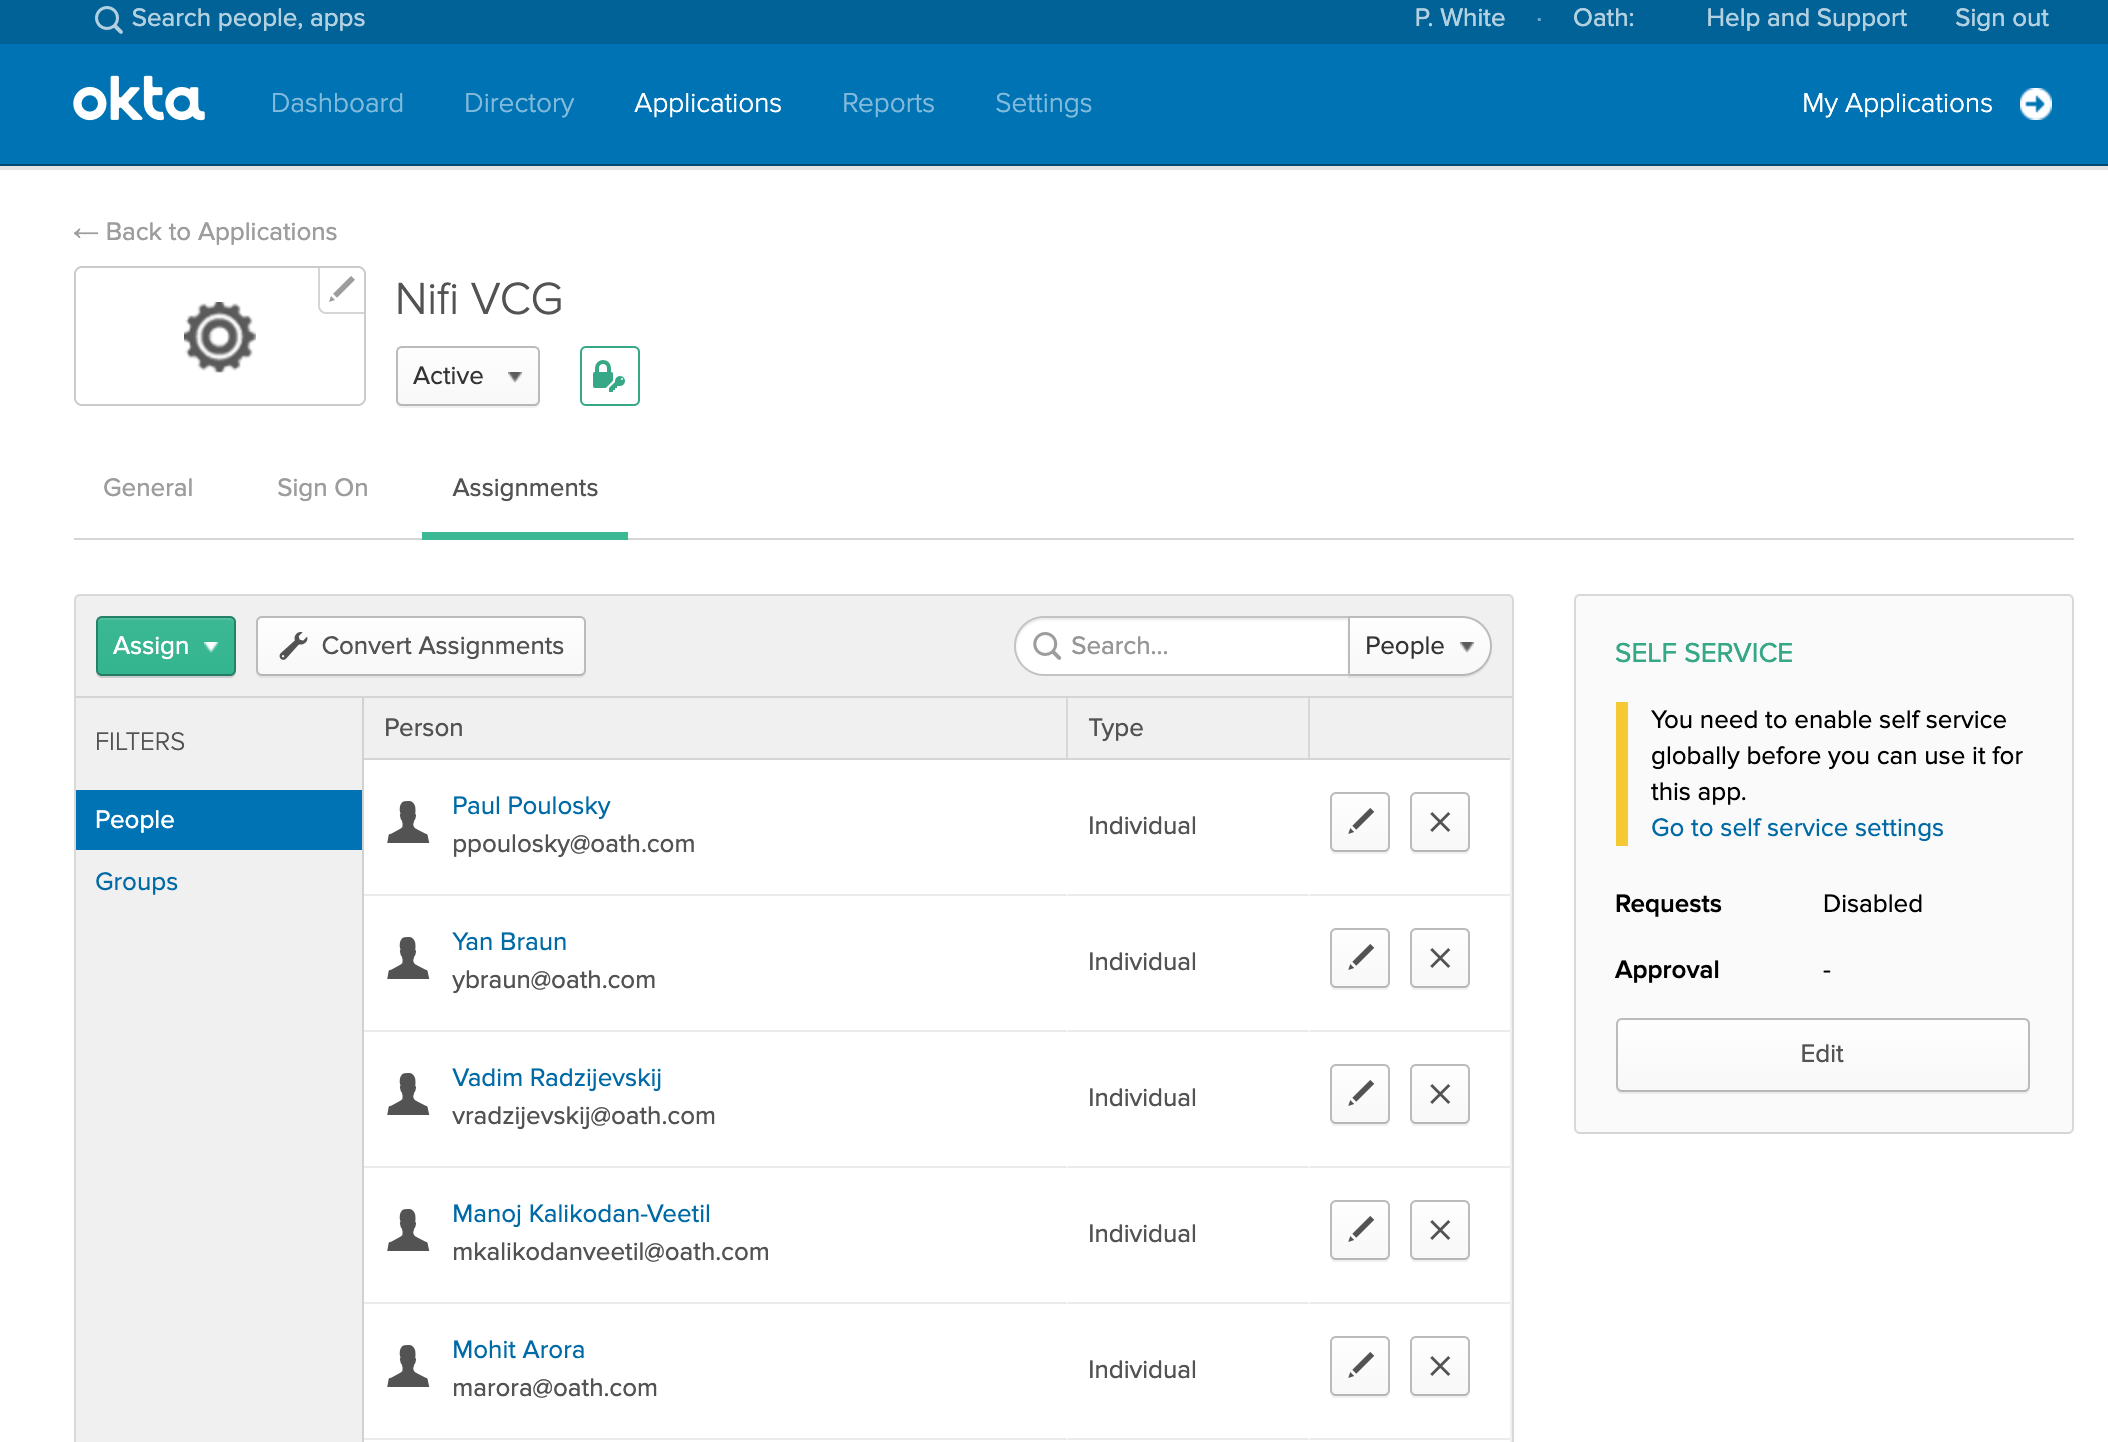 Search people, apps
P. White · Oath: Help and Support Sign out
okta Dashboard Directory Applications Reports Settings My Applications
← Back to Applications
Nifi VCG
Active
General Sign On Assignments
Assign Convert Assignments Search... People
FILTERS
People
Groups
Person Type
Paul Poulosky
ppoulosky@oath.com
Individual
Yan Braun
ybraun@oath.com
Individual
Vadim Radzijevskij
vradzijevskij@oath.com
Individual
Manoj Kalikodan-Veetil
mkalikodanveetil@oath.com
Individual
Mohit Arora
marora@oath.com
Individual
SELF SERVICE
You need to enable self service
globally before you can use it for
this app.
Go to self service settings
Requests Disabled
Approval -
Edit